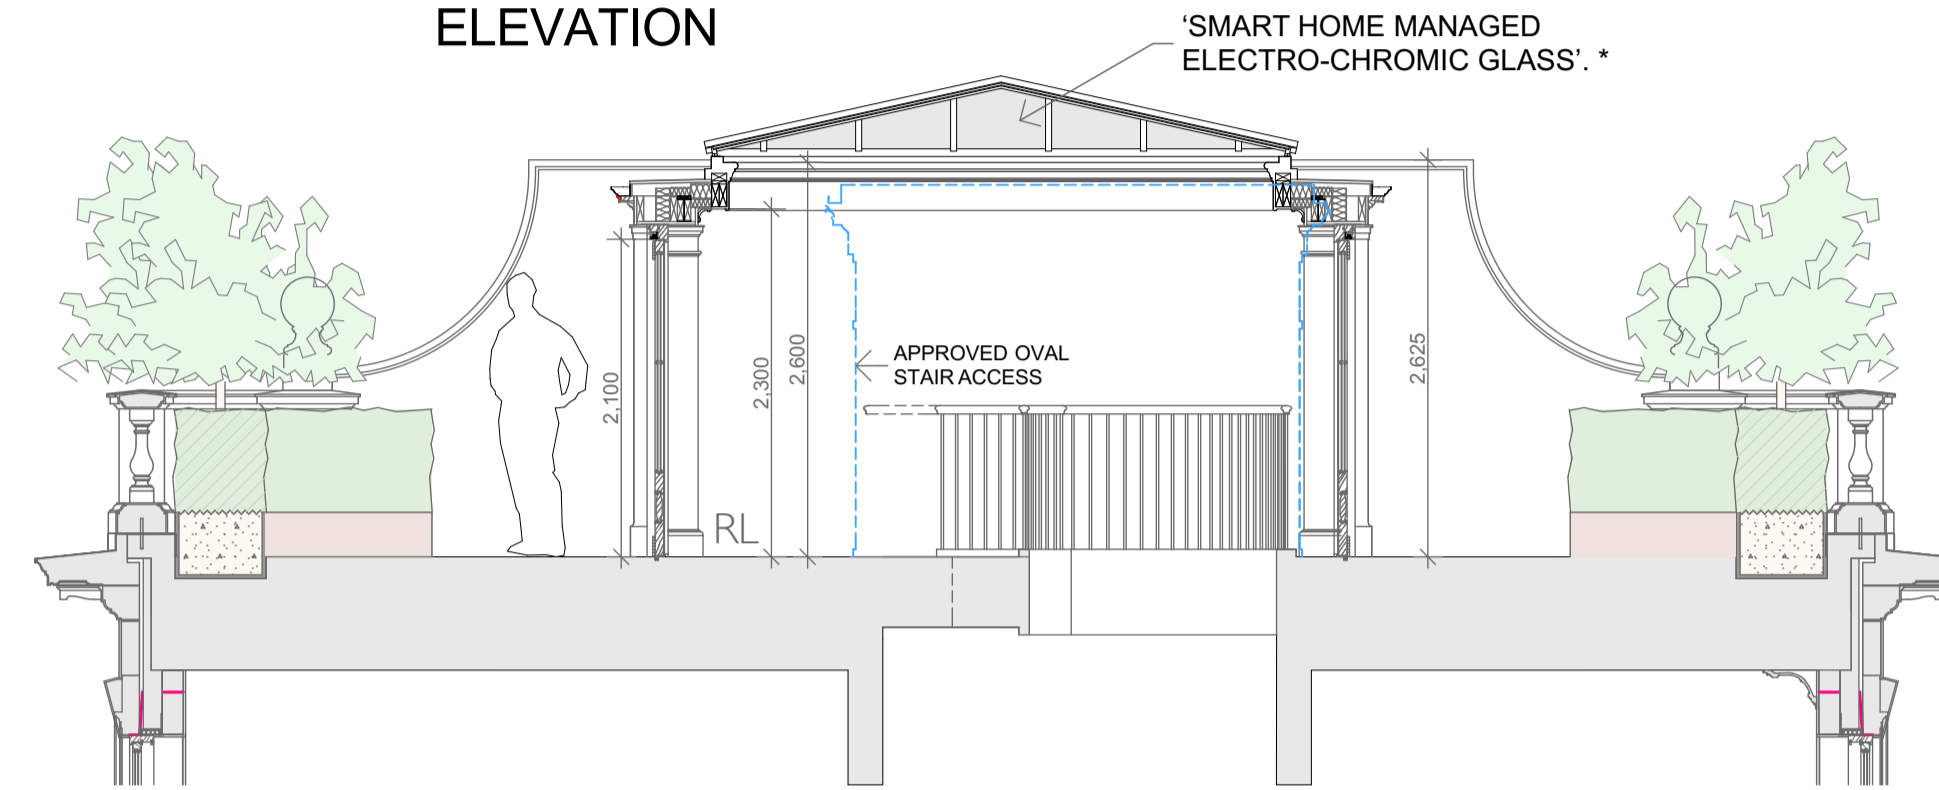 ELEVATION
‘SMART HOME MANAGED
ELECTRO-CHROMIC GLASS’. *
APPROVED OVAL
STAIR ACCESS
2,100
2,300
2,600
2,625
RL